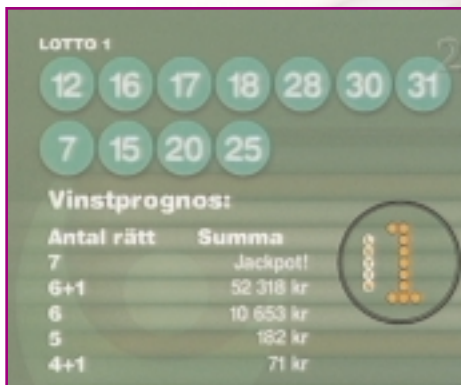 LOTTO 1
12 16 17 18 28 30 31
7 15 20 25
Vinstprognos:
Antal rätt Summa
7 Jackpot!
6+1 52 318 kr
6 10 653 kr
5 182 kr
4+1 71 kr
1